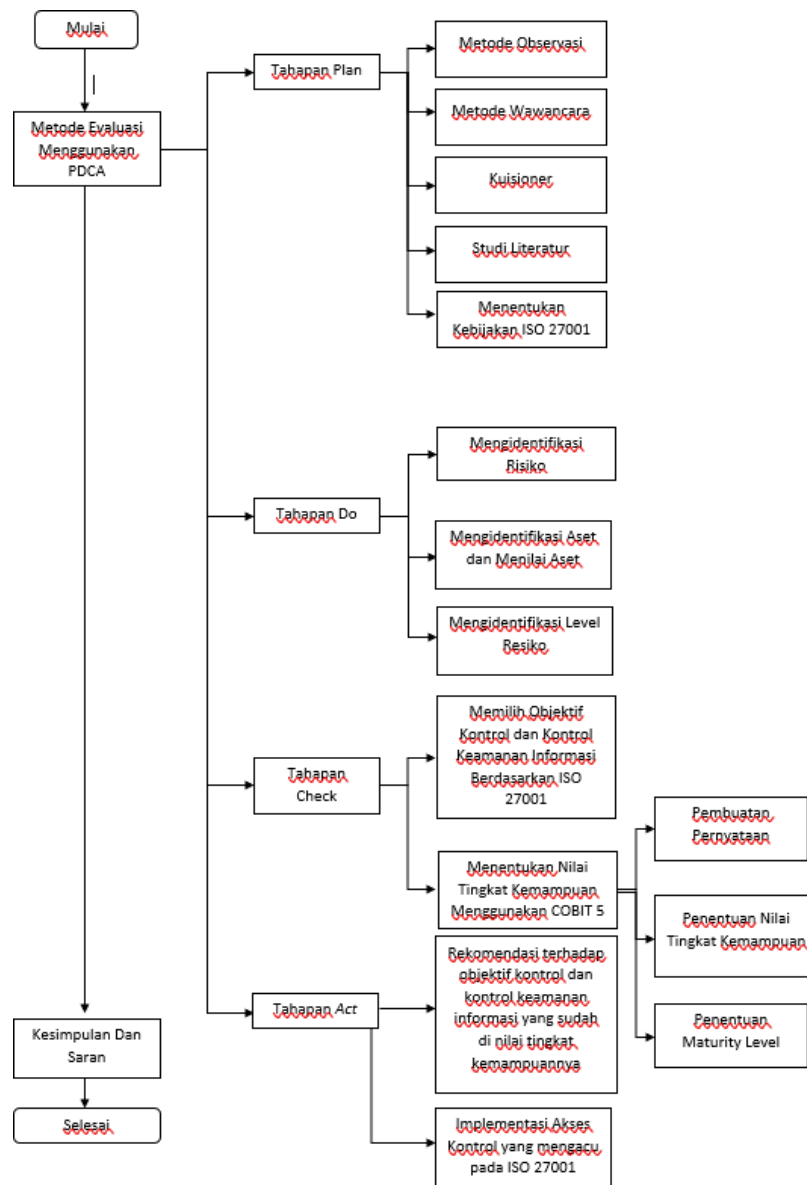 Mulai
Metode Evaluasi
Menggunakan
PDCA
Tahapan Plan
Metode Observasi
Metode Wawancara
Kuisioner
Studi Literatur
Menentukan
Kebijakan ISO 27001
Tahapan Do
Mengidentifikasi
Risiko
Mengidentifikasi Aset
dan Menilai Aset
Mengidentifikasi Level
Resiko
Tahapan
Check
Memilih Objektif
Kontrol dan Kontrol
Keamanan Informasi
Berdasarkan ISO
27001
Menentukan Nilai
Tingkat Kemampuan
Menggunakan COBIT 5
Pembuatan
Pernyataan
Penentuan Nilai
Tingkat Kemampuan
Penentuan
Maturity Level
Tahapan Act
Rekomendasi terhadap
objektif kontrol dan
kontrol keamanan
informasi yang sudah
di nilai tingkat
kemampuannya
Implementasi Akses
Kontrol yang mengacu
pada ISO 27001
Kesimpulan Dan
Saran
Selesai